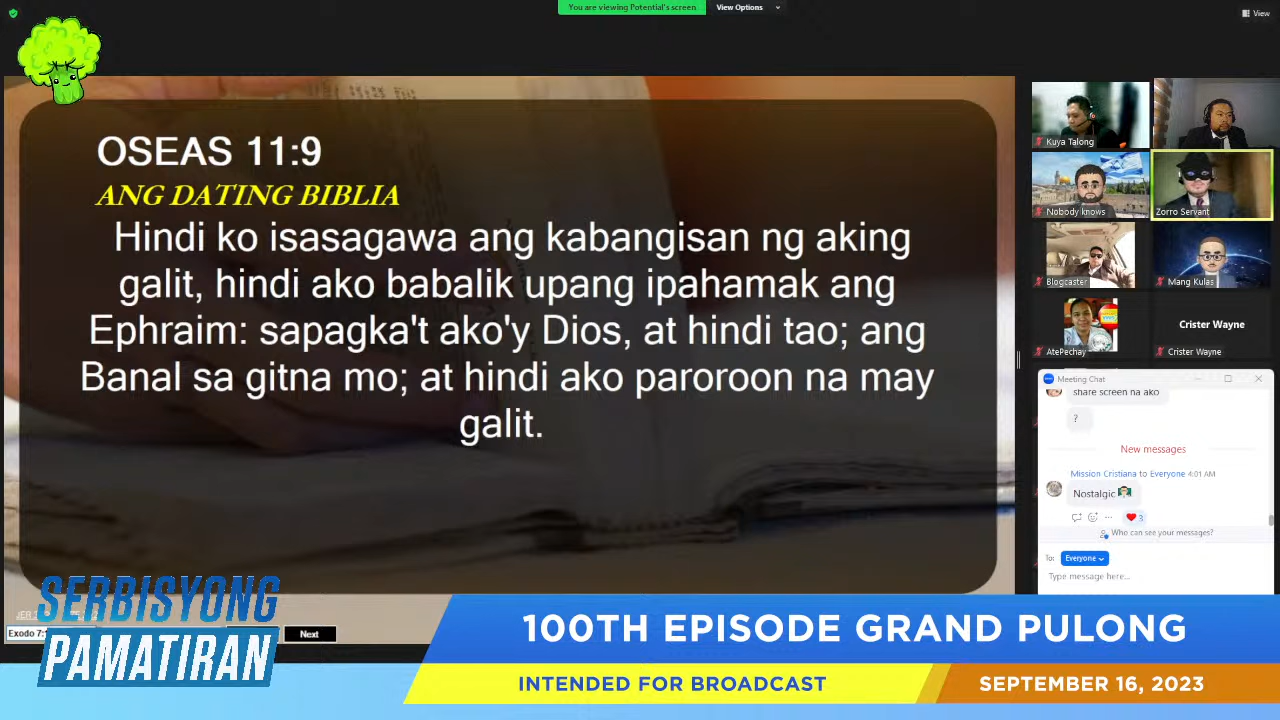 You are viewing Potential's screen
View Options
View
OSEAS 11:9
ANG DATING BIBLIA
Hindi ko isasagawa ang kabangisan ng aking
galit, hindi ako babalik upang ipahamak ang
Ephraim: sapagka't ako'y Dios, at hindi tao; ang
Banal sa gitna mo; at hindi ako paroroon na may
galit.
Kuya Talong
Nobody knows
Zorro Servant
Blogcaster
Mang Kulas
AtePechay
Crister Wayne
Crister Wayne
Meeting Chat
share screen na ako
?
New messages
Mission Cristiana to Everyone 4:01 AM
Nostalgic
3
Who can see your messages?
To: Everyone
Type message here...
Exodo 7:1
Next
SERBISYONG
PAMATIRAN
100TH EPISODE GRAND PULONG
INTENDED FOR BROADCAST
SEPTEMBER 16, 2023